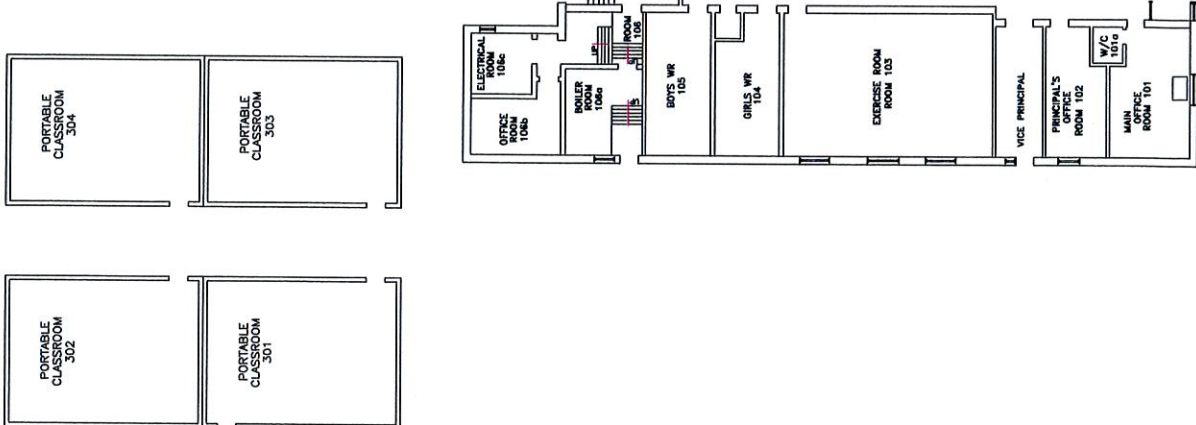 PORTABLE
CLASSROOM
304
PORTABLE
CLASSROOM
303
PORTABLE
CLASSROOM
302
PORTABLE
CLASSROOM
301
ELECTRICAL
ROOM
106c
OFFICE
ROOM
106b
BOILER
ROOM
106a
UP
ROOM
106
BOYS WR
105
GIRLS WR
104
EXERCISE ROOM
ROOM 103
VICE PRINCIPAL
PRINCIPAL'S
OFFICE
ROOM 102
W/C
101a
MAIN
OFFICE
ROOM 101